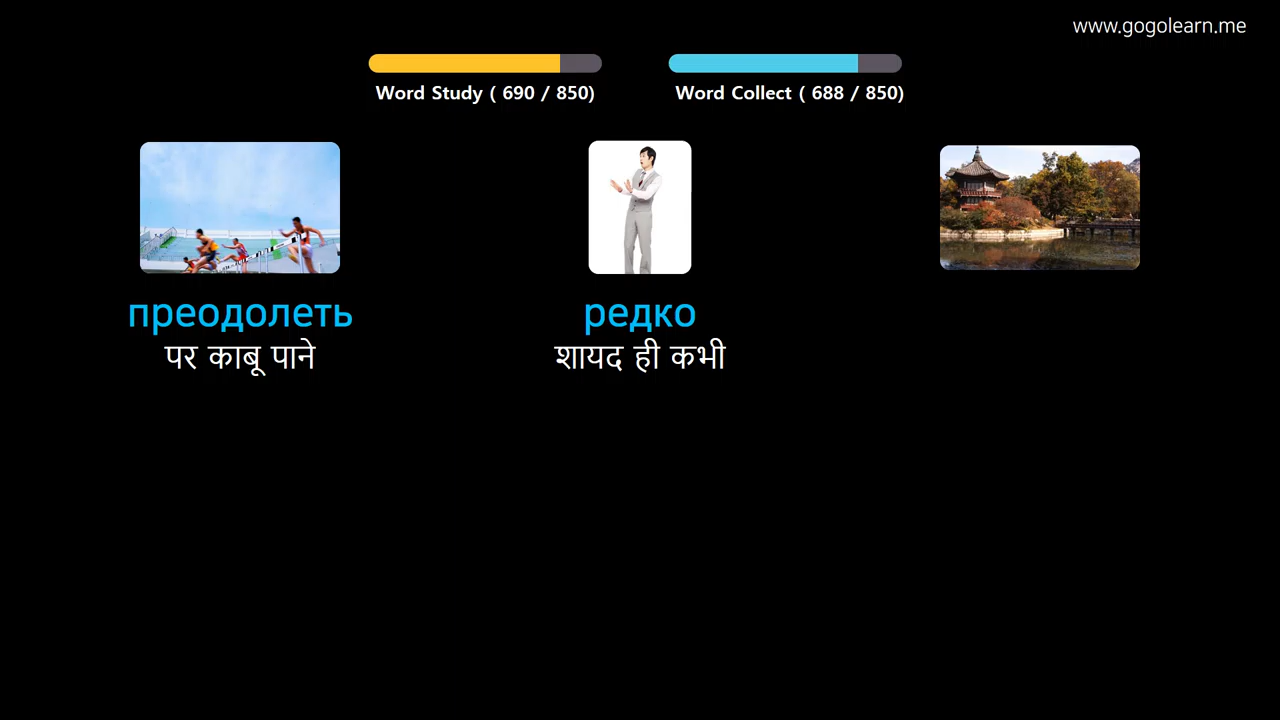 www.gogolearn.me
Word Study ( 690 / 850)
Word Collect ( 688 / 850)
преодолеть
पर काबू पाने
редко
शायद ही कभी